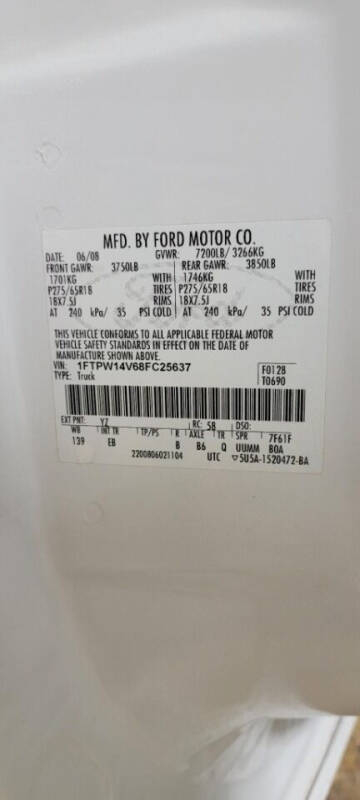 MFD. BY FORD MOTOR CO.
DATE: 06/08 GVWR: 7200LB/ 3266KG
FRONT GAWR: 3750LB REAR GAWR: 3850LB
1701KG WITH 1746KG WITH
P275/65R18 TIRES P275/65R18 TIRES
18X7.5J RIMS 18X7.5J RIMS
AT 240 kPa/ 35 PSI COLD AT 240 kPa/ 35 PSI COLD
THIS VEHICLE CONFORMS TO ALL APPLICABLE FEDERAL MOTOR
VEHICLE SAFETY STANDARDS IN EFFECT ON THE DATE OF
MANUFACTURE SHOWN ABOVE.
VIN: 1FTPW14V68FC25637 F0128
TYPE: Truck T0690
EXT PNT: YZ RC: 58 DSO:
WB INT TR TP/PS R AXLE TR SPR 7F61F
139 EB B B6 Q UUMM BOA
2200806021104 UTC ▽5U5A-1520472-BA